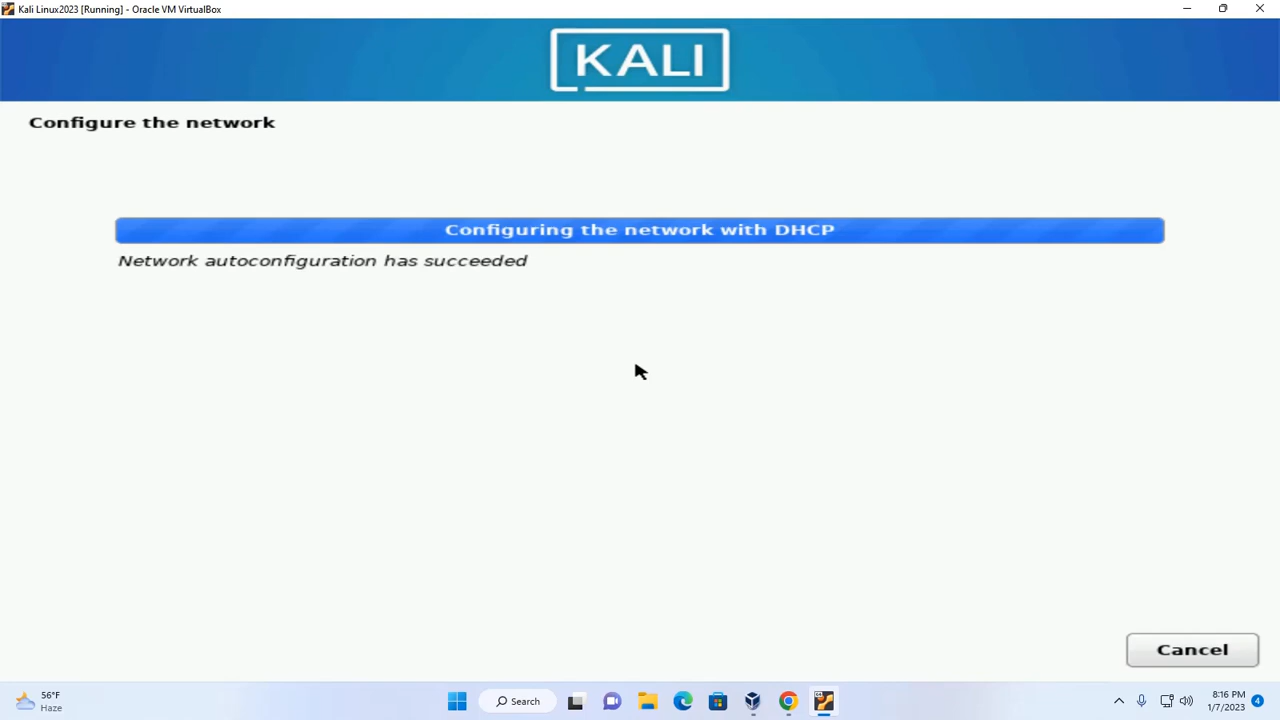 Kali Linux2023 [Running] - Oracle VM VirtualBox
KALI
Configure the network
Configuring the network with DHCP
Network autoconfiguration has succeeded
Cancel
56°F
Haze
Search
8:16 PM
1/7/2023
4